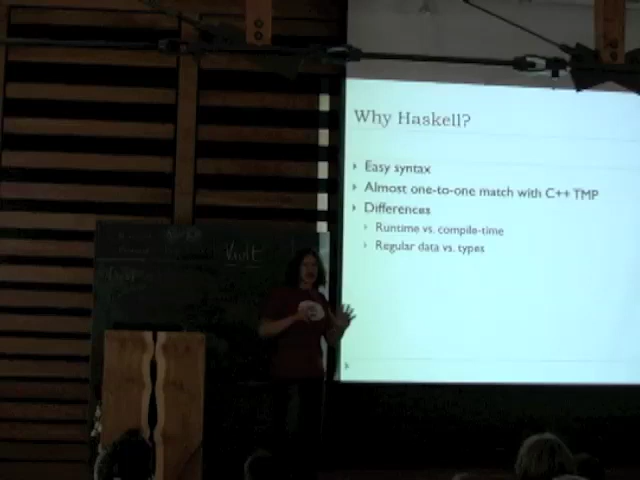 Why Haskell?
Easy syntax
Almost one-to-one match with C++ TMP
Differences
Runtime vs. compile-time
Regular data vs. types